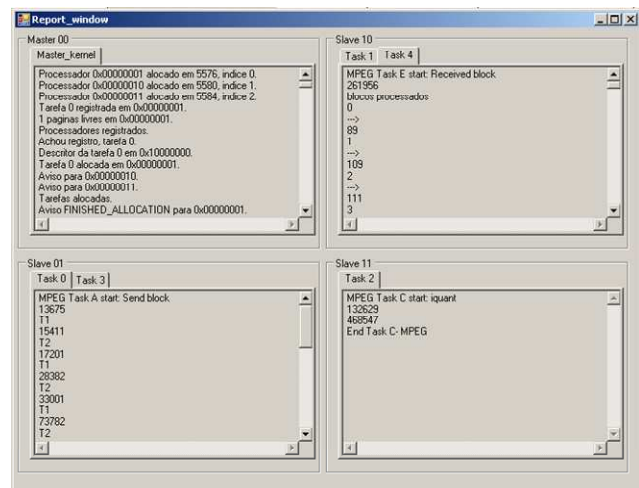 Report_window
Master 00
Master_kernel
Processador 0x00000001 alocado em 5576, indice 0.
Processador 0x00000010 alocado em 5580, indice 1.
Processador 0x00000011 alocado em 5584, indice 2.
Tarefa 0 registrada em 0x00000001.
1 paginas livres em 0x00000001.
Processadores registrados.
Achou registro, tarefa 0.
Descritor da tarefa 0 em 0x10000000.
Tarefa 0 alocada em 0x00000001.
Aviso para 0x00000010.
Aviso para 0x00000011.
Tarefas alocadas.
Aviso FINISHED_ALLOCATION para 0x00000001.
Slave 10
Task 1 Task 4
MPEG Task E start: Received block
261956
blocos processados
0
--->
89
1
--->
109
2
--->
111
3
Slave 01
Task 0 Task 3
MPEG Task A start: Send block
13675
T1
15411
T2
17201
T1
28382
T2
33001
T1
73782
T2
Slave 11
Task 2
MPEG Task C start: iquant
132629
468547
End Task C- MPEG